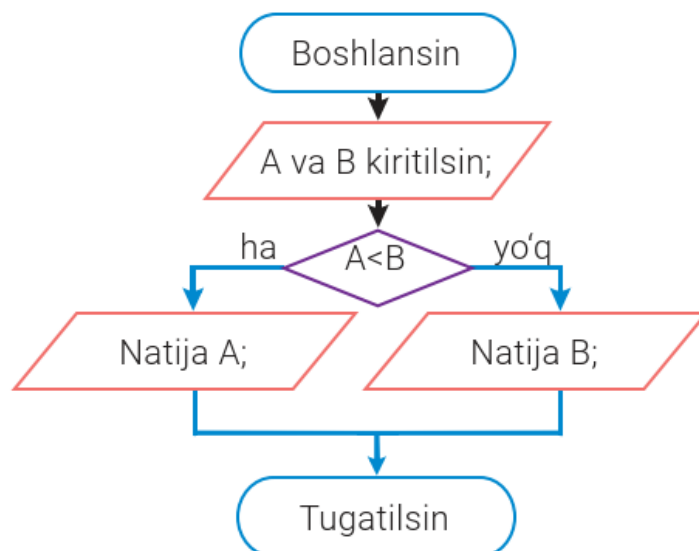 Boshlansin
A va B kiritilsin;
ha
A<B
yo‘q
Natija A;
Natija B;
Tugatilsin